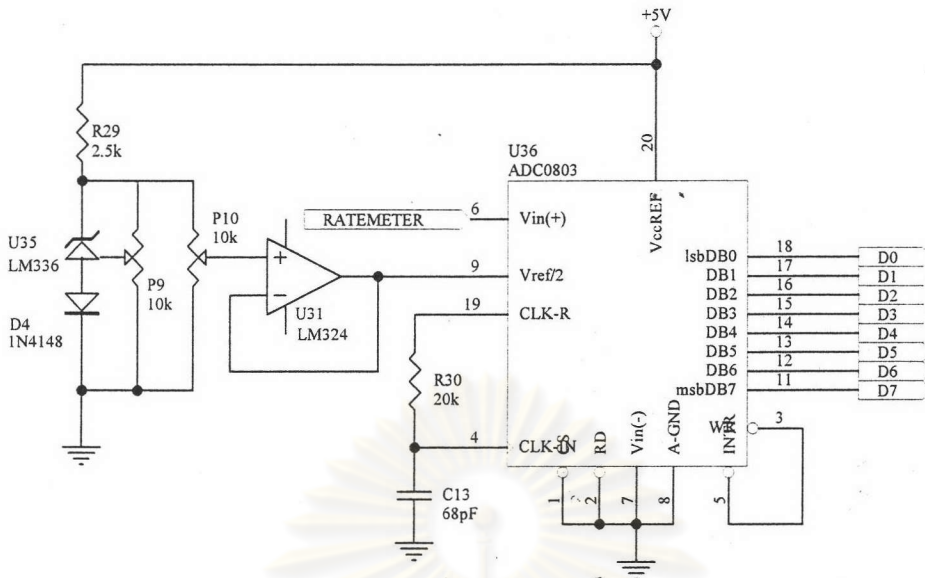 +5V
R29
2.5k
20
U36
ADC0803
P10
10k
RATEMETER
6
Vin(+)
VccREF
U35
LM336
P9
10k
9
Vref/2
lsbDB0
18
D0
DB1
17
D1
DB2
16
D2
DB3
15
D3
DB4
14
D4
DB5
13
D5
DB6
12
D6
msbDB7
11
D7
+
−
U31
LM324
19
CLK-R
D4
1N4148
R30
20k
4
CLK-IN
CS
RD
Vin(-)
A-GND
INTR
WR
3
1
2
7
8
5
C13
68pF